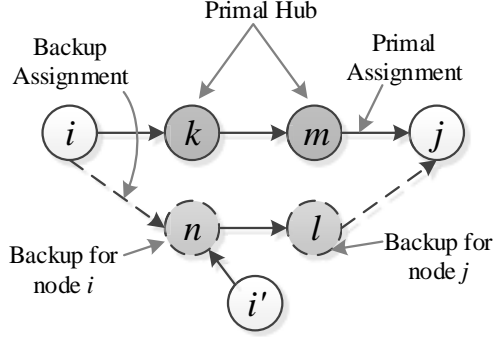 Primal Hub
Backup
Assignment
Primal
Assignment
i
k
m
j
n
l
Backup for
node i
Backup for
node j
i'